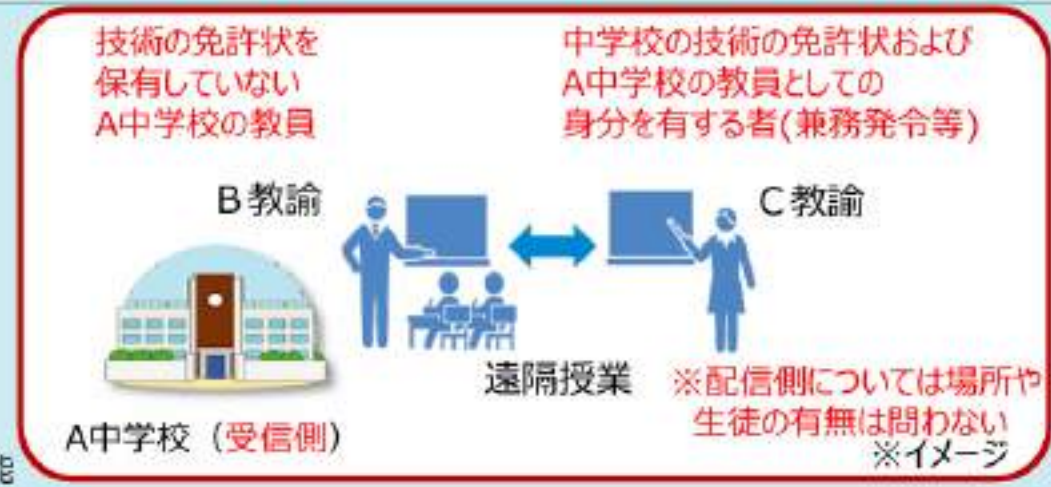 技術の免許状を
保有していない
A中学校の教員
中学校の技術の免許状および
A中学校の教員としての
身分を有する者(兼務発令等)
B教諭
C教諭
遠隔授業
※配信側については場所や
生徒の有無は問わない
A中学校（受信側）
※イメージ